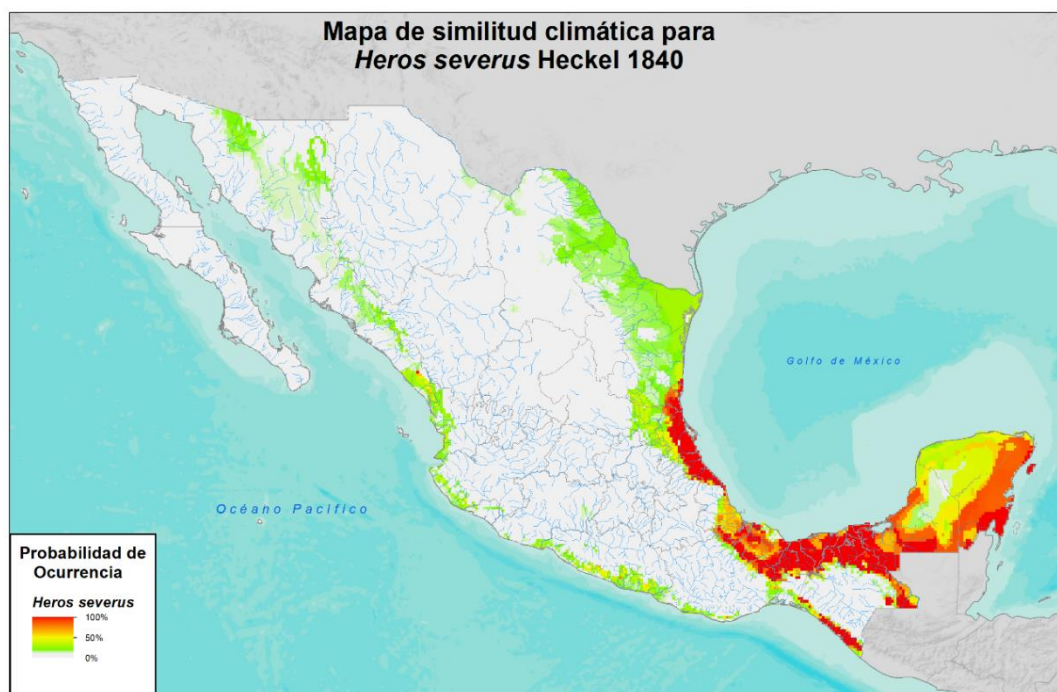 Mapa de similitud climática para
Heros severus Heckel 1840
Golfo de México
Océano Pacífico
Probabilidad de
Ocurrencia
Heros severus
100%
50%
0%